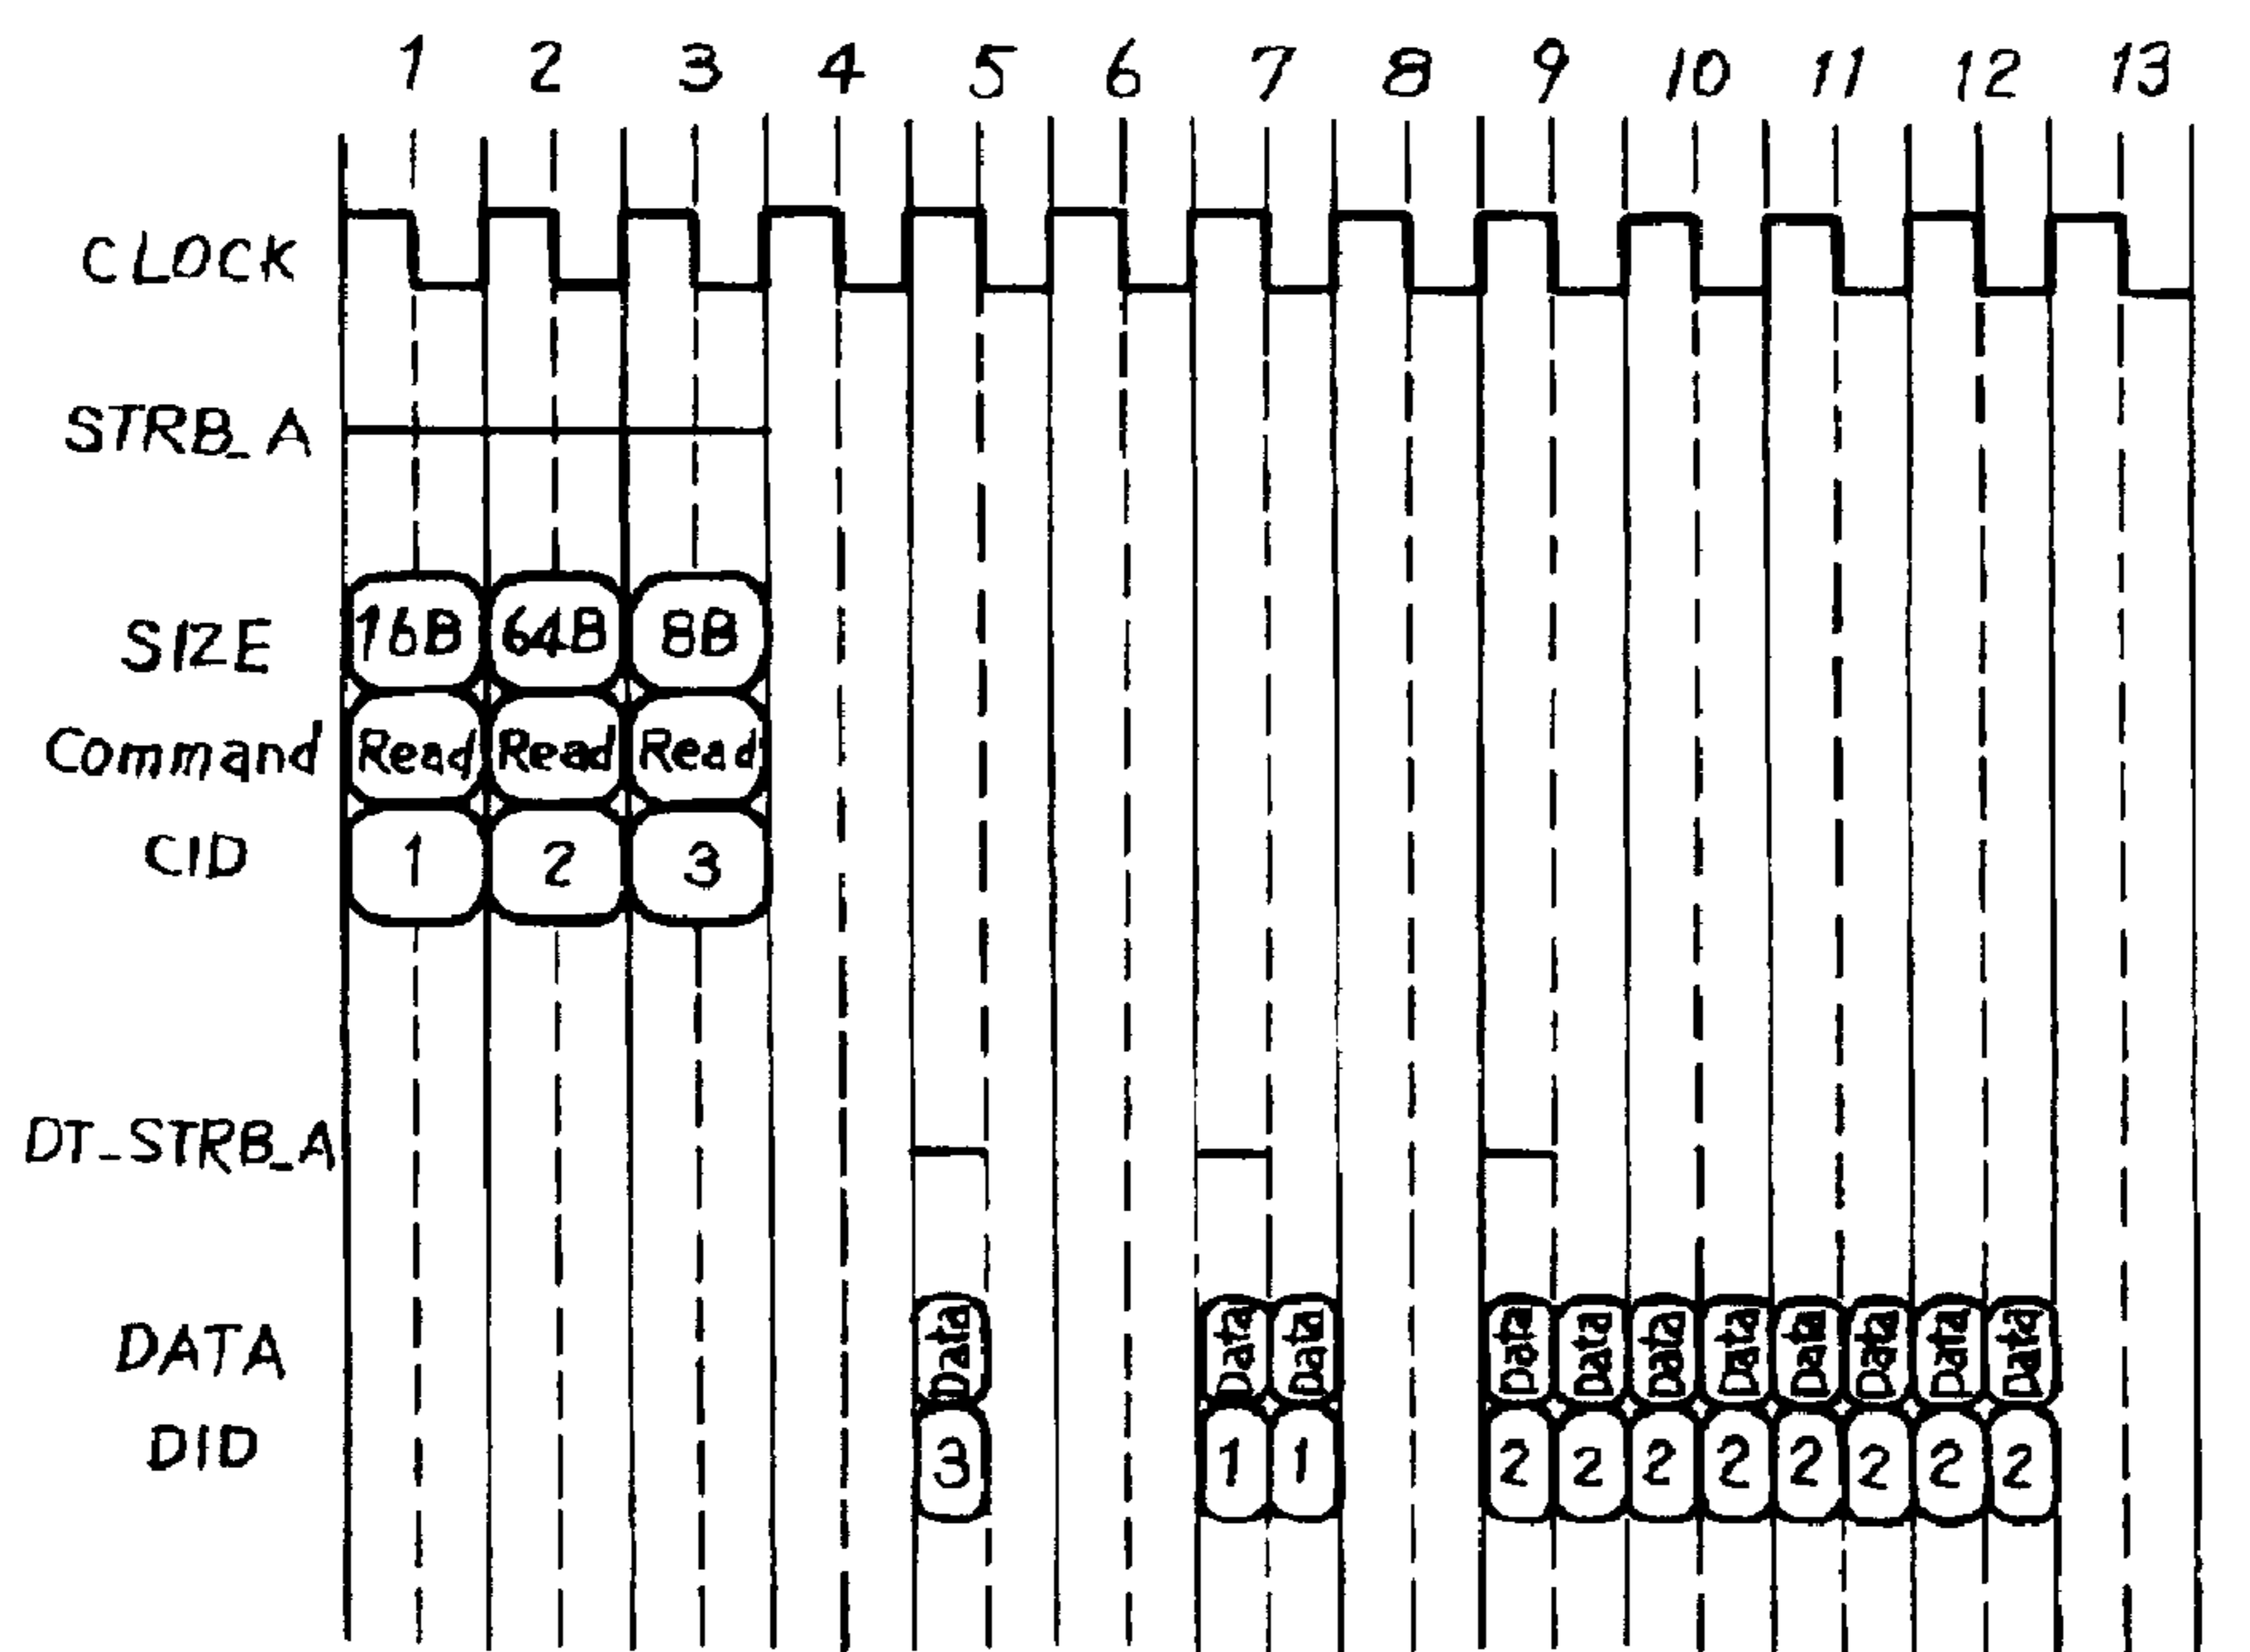 1 2 3 4 5 6 7 8 9 10 11 12 13
CLOCK
STRB_A
SIZE 16B 64B 8B
Command Read Read Read
CID 1 2 3
DT_STRB_A
DATA Data Data Data Data Data Data Data Data Data Data Data
DID 3 1 1 2 2 2 2 2 2 2 2